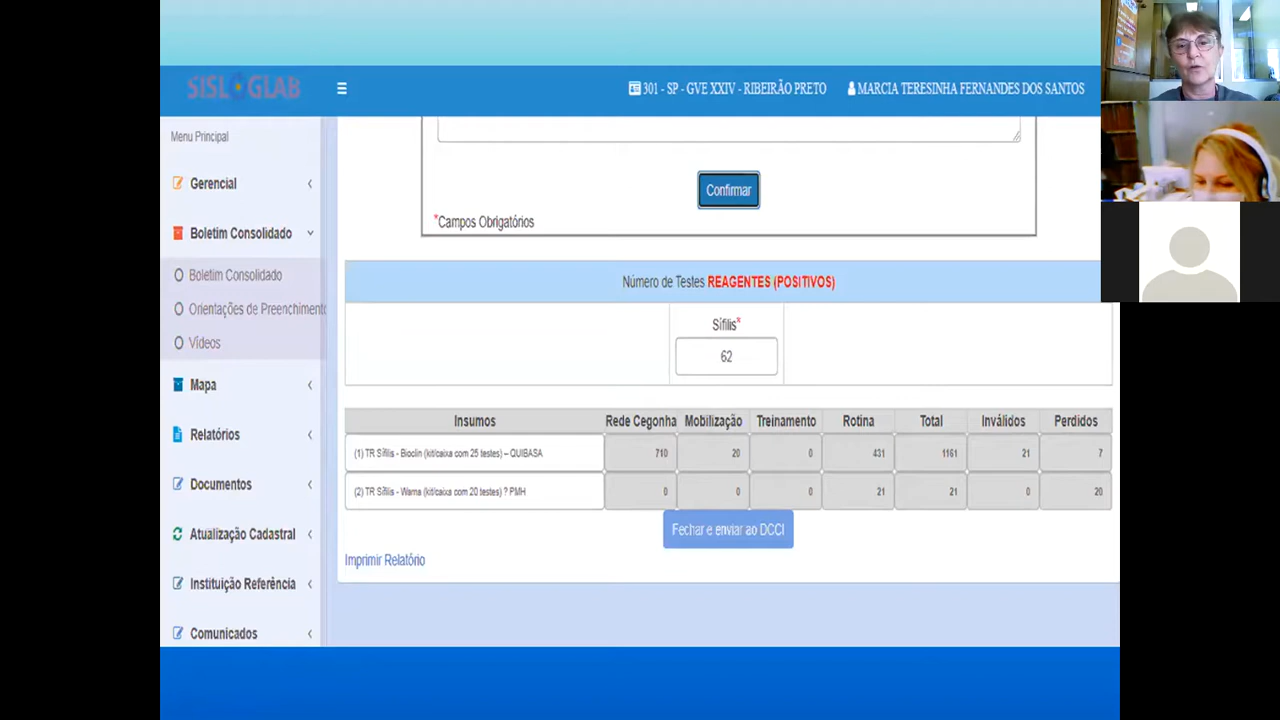 SISLOGLAB
301 - SP - GVE XXIV - RIBEIRÃO PRETO
MARCIA TERESINHA FERNANDES DOS SANTOS
Menu Principal
Gerencial
Boletim Consolidado
Boletim Consolidado
Orientações de Preenchimento
Vídeos
Mapa
Relatórios
Documentos
Atualização Cadastral
Instituição Referência
Comunicados
Confirmar
*Campos Obrigatórios
Número de Testes REAGENTES (POSITIVOS)
Sífilis*
62
Insumos Rede Cegonha Mobilização Treinamento Rotina Total Inválidos Perdidos
(1) TR Sífilis - Bioclin (kit/caixa com 25 testes) – QUIBASA 710 20 0 431 1161 21 7
(2) TR Sífilis - Wama (kit/caixa com 20 testes) ? PMH 0 0 0 21 21 0 20
Fechar e enviar ao DCCI
Imprimir Relatório